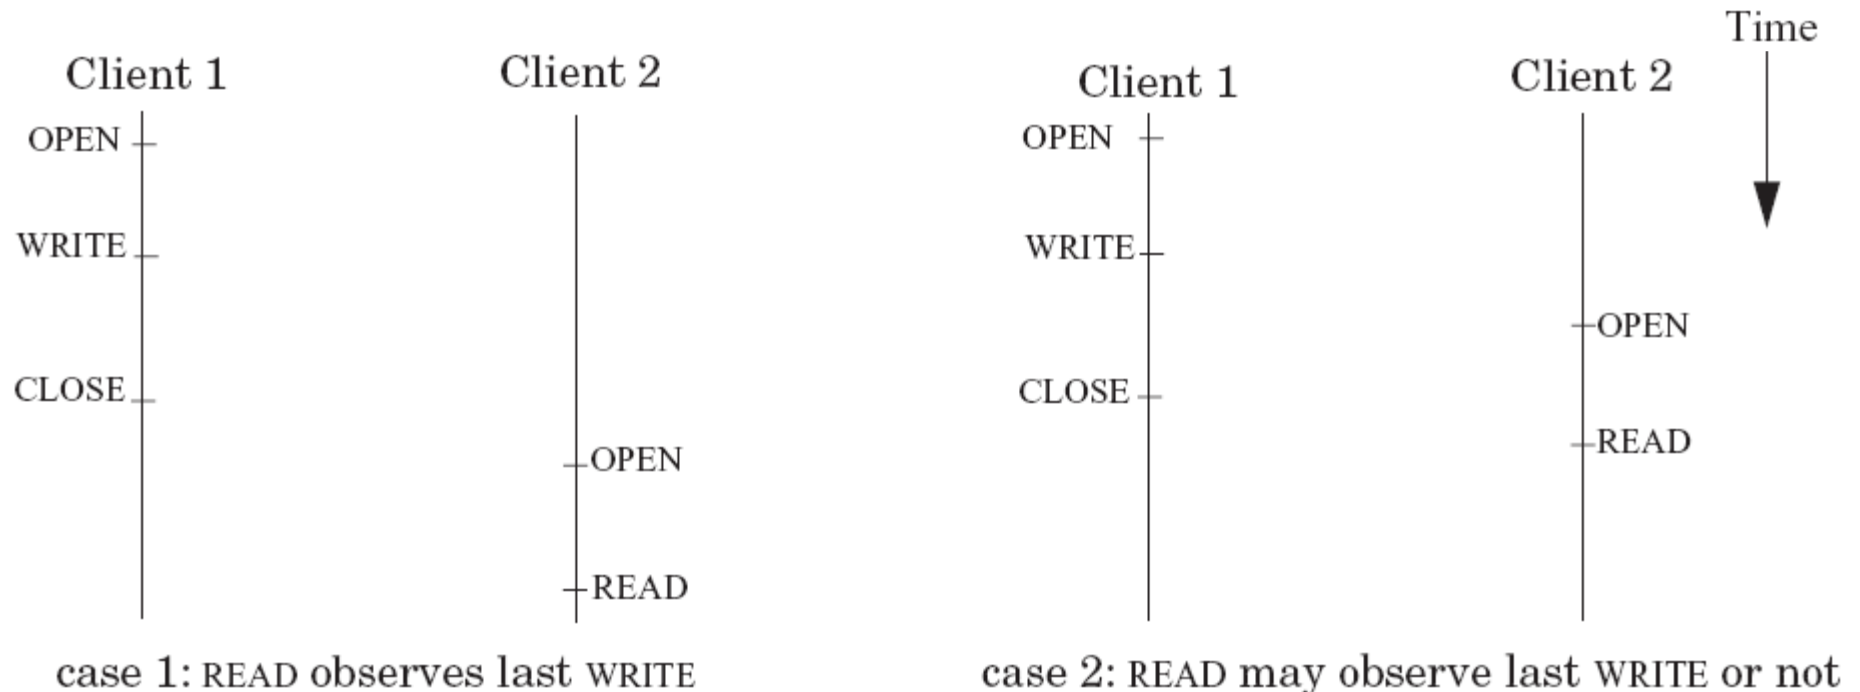 Time
Client 1
Client 2
OPEN
WRITE
CLOSE
OPEN
READ
case 1: READ observes last WRITE
Client 1
Client 2
OPEN
WRITE
OPEN
CLOSE
READ
case 2: READ may observe last WRITE or not